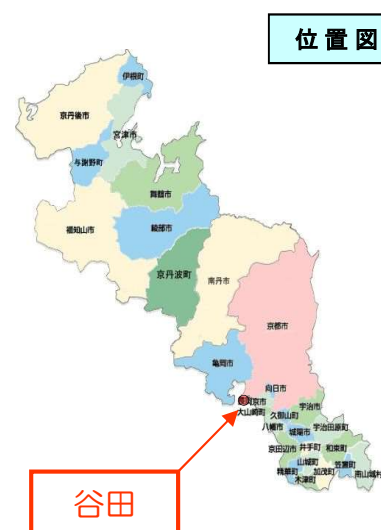 位置図
伊根町
京丹後市
宮津市
与謝野町
舞鶴市
福知山市
綾部市
京丹波町
南丹市
京都市
亀岡市
向日市
長岡京市
宇治市
大山崎町
久御山町
八幡市
宇治田原町
城陽市
京田辺市
井手町
和束町
山城町
笠置町
精華町
加茂町
南山城村
木津町
谷田